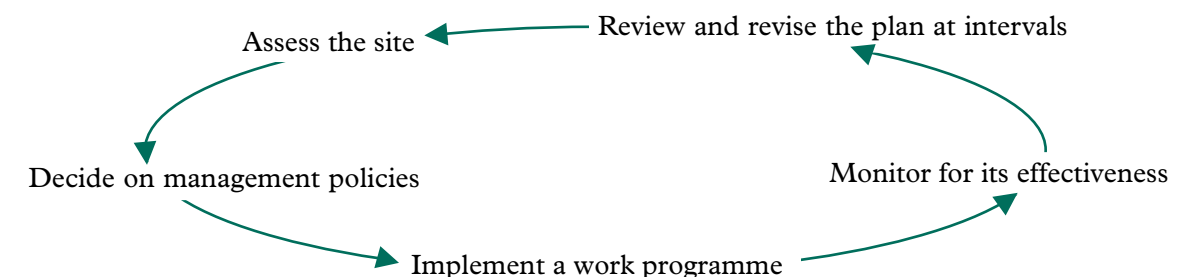 Review and revise the plan at intervals
Assess the site
Decide on management policies
Monitor for its effectiveness
Implement a work programme